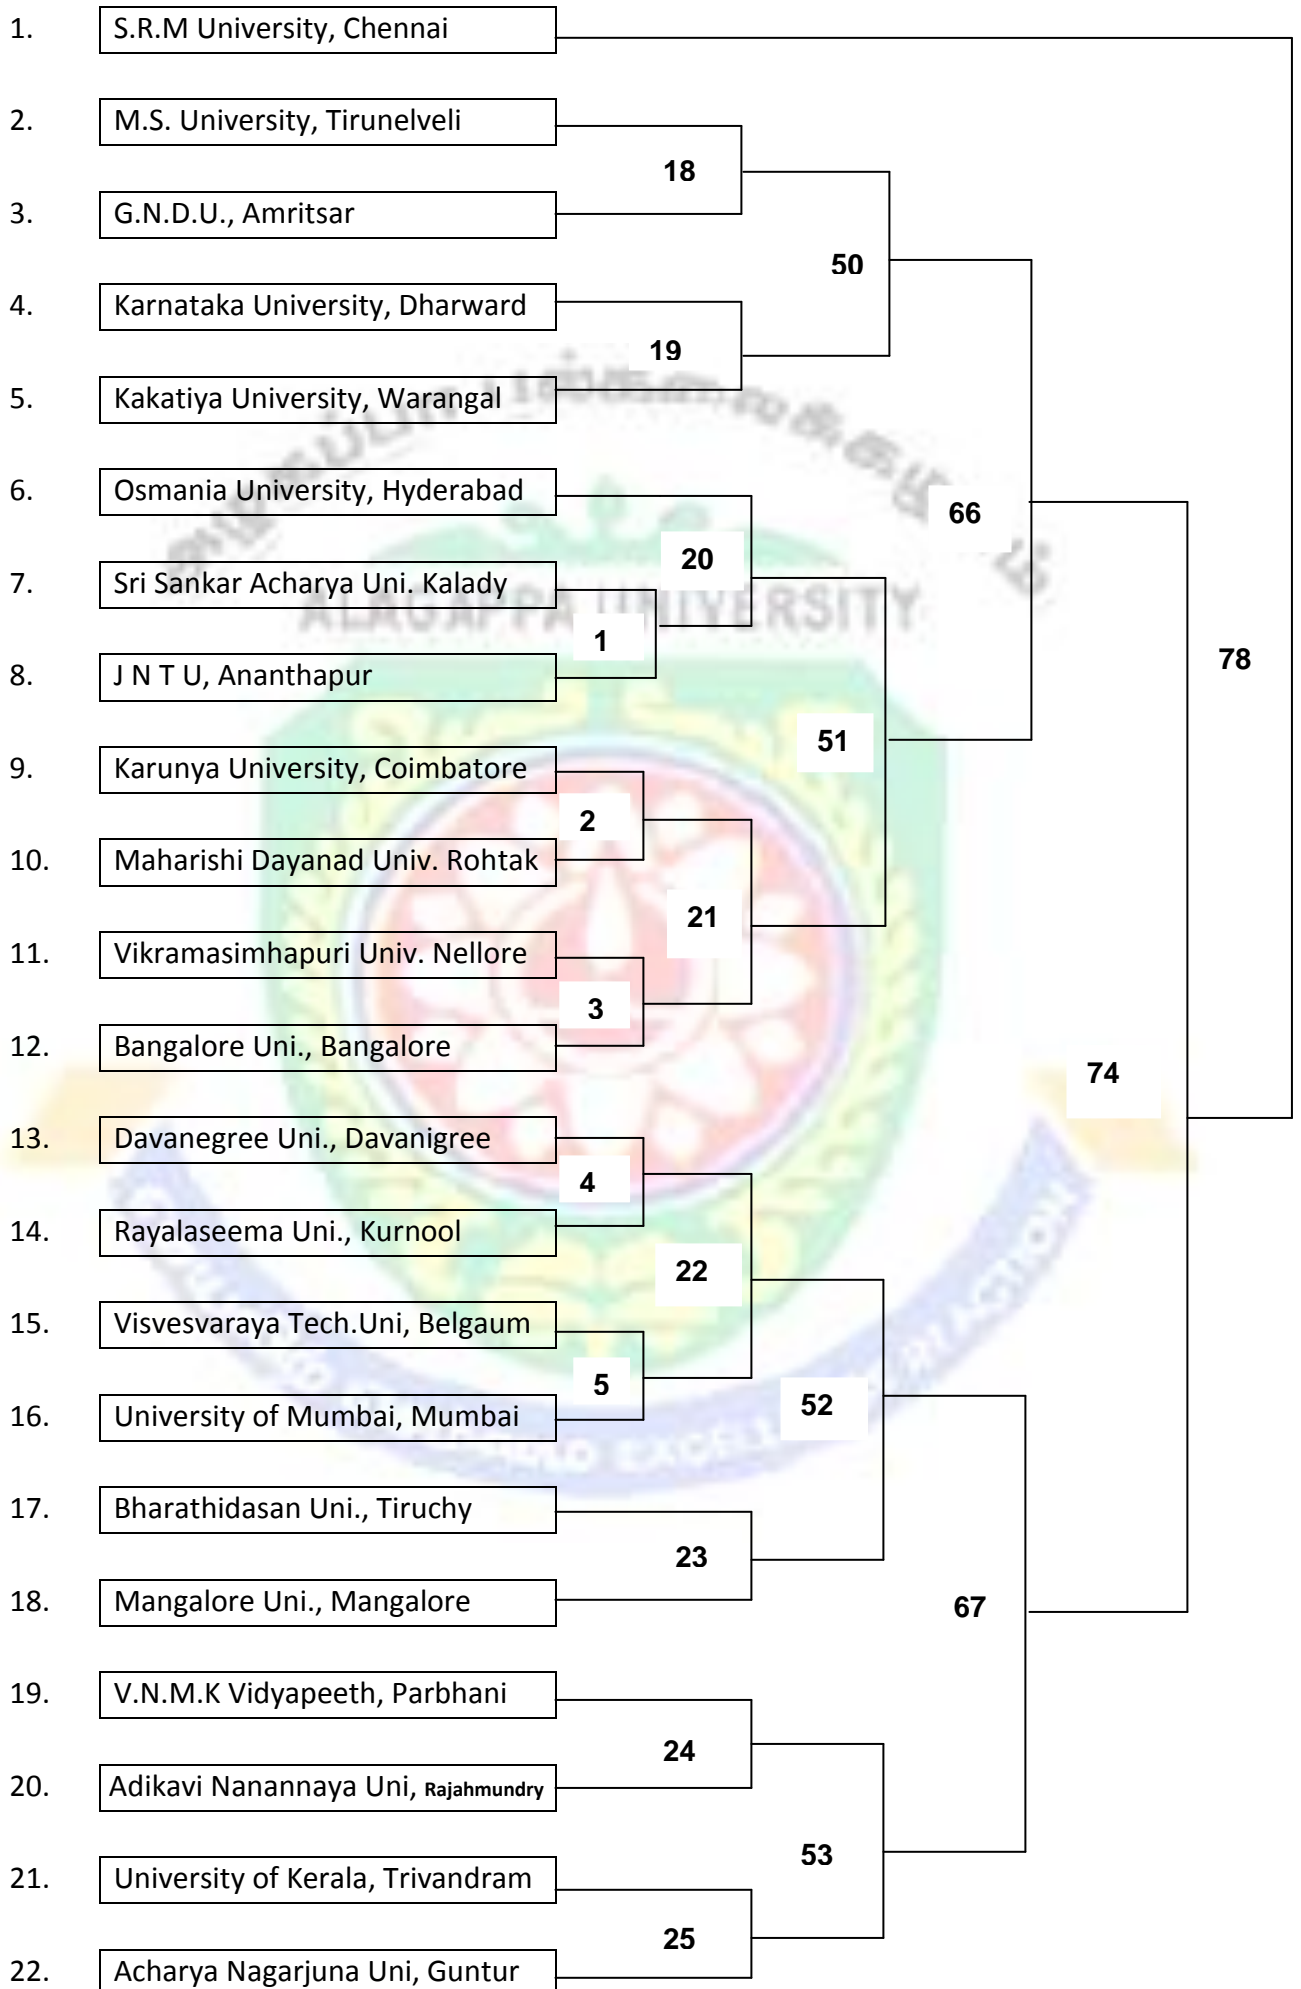 1. S.R.M University, Chennai
2. M.S. University, Tirunelveli
18
3. G.N.D.U., Amritsar
50
4. Karnataka University, Dharward
19
5. Kakatiya University, Warangal
6. Osmania University, Hyderabad
66
20
7. Sri Sankar Acharya Uni. Kalady
ALAGAPPA UNIVERSITY
1
78
8. J N T U, Ananthapur
51
9. Karunya University, Coimbatore
2
10. Maharishi Dayanad Univ. Rohtak
21
11. Vikramasimhapuri Univ. Nellore
3
12. Bangalore Uni., Bangalore
74
13. Davanegree Uni., Davanigree
4
14. Rayalaseema Uni., Kurnool
22
15. Visvesvaraya Tech.Uni, Belgaum
5
52
16. University of Mumbai, Mumbai
17. Bharathidasan Uni., Tiruchy
23
18. Mangalore Uni., Mangalore
67
19. V.N.M.K Vidyapeeth, Parbhani
24
20. Adikavi Nanannaya Uni, Rajahmundry
53
21. University of Kerala, Trivandram
25
22. Acharya Nagarjuna Uni, Guntur